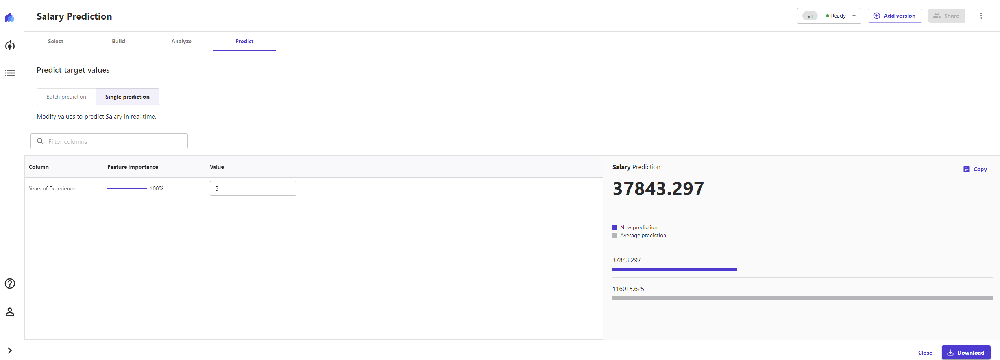 Salary Prediction
V1 Ready
Add version
Share
Select
Build
Analyze
Predict
Predict target values
Batch prediction
Single prediction
Modify values to predict Salary in real time.
Filter columns
Column Feature importance Value
Years of Experience 100% 5
Salary Prediction
Copy
37843.297
New prediction
Average prediction
37843.297
116015.625
Close
Download